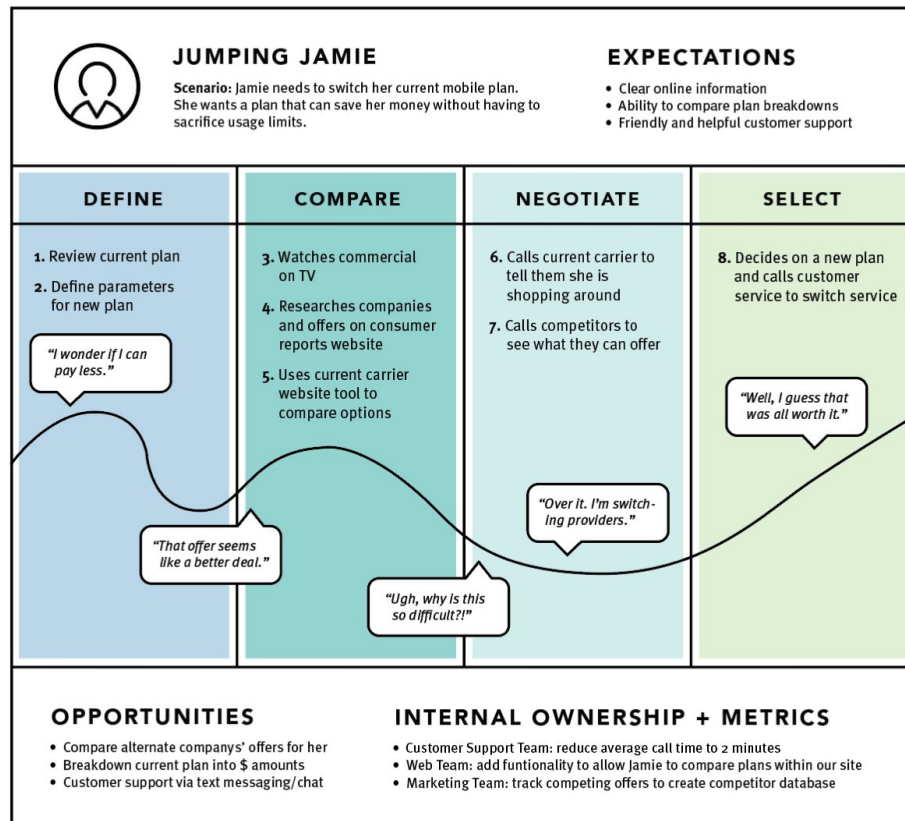 JUMPING JAMIE
Scenario: Jamie needs to switch her current mobile plan.
She wants a plan that can save her money without having to
sacrifice usage limits.
EXPECTATIONS
• Clear online information
• Ability to compare plan breakdowns
• Friendly and helpful customer support
DEFINE
1. Review current plan
2. Define parameters
for new plan
"I wonder if I can
pay less."
COMPARE
3. Watches commercial
on TV
4. Researches companies
and offers on consumer
reports website
5. Uses current carrier
website tool to
compare options
"That offer seems
like a better deal."
NEGOTIATE
6. Calls current carrier to
tell them she is
shopping around
7. Calls competitors to
see what they can offer
"Ugh, why is this
so difficult?!"
"Over it. I'm switch-
ing providers."
SELECT
8. Decides on a new plan
and calls customer
service to switch service
"Well, I guess that
was all worth it."
OPPORTUNITIES
• Compare alternate companys' offers for her
• Breakdown current plan into $ amounts
• Customer support via text messaging/chat
INTERNAL OWNERSHIP + METRICS
• Customer Support Team: reduce average call time to 2 minutes
• Web Team: add funtionality to allow Jamie to compare plans within our site
• Marketing Team: track competing offers to create competitor database